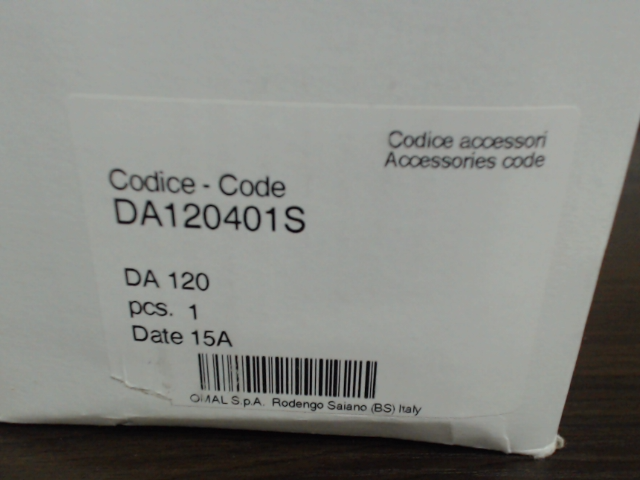 Codice accessori
Accessories code
Codice - Code
DA120401S
DA 120
pcs. 1
Date 15A
OMAL S.p.A. Rodengo Saiano (BS) Italy